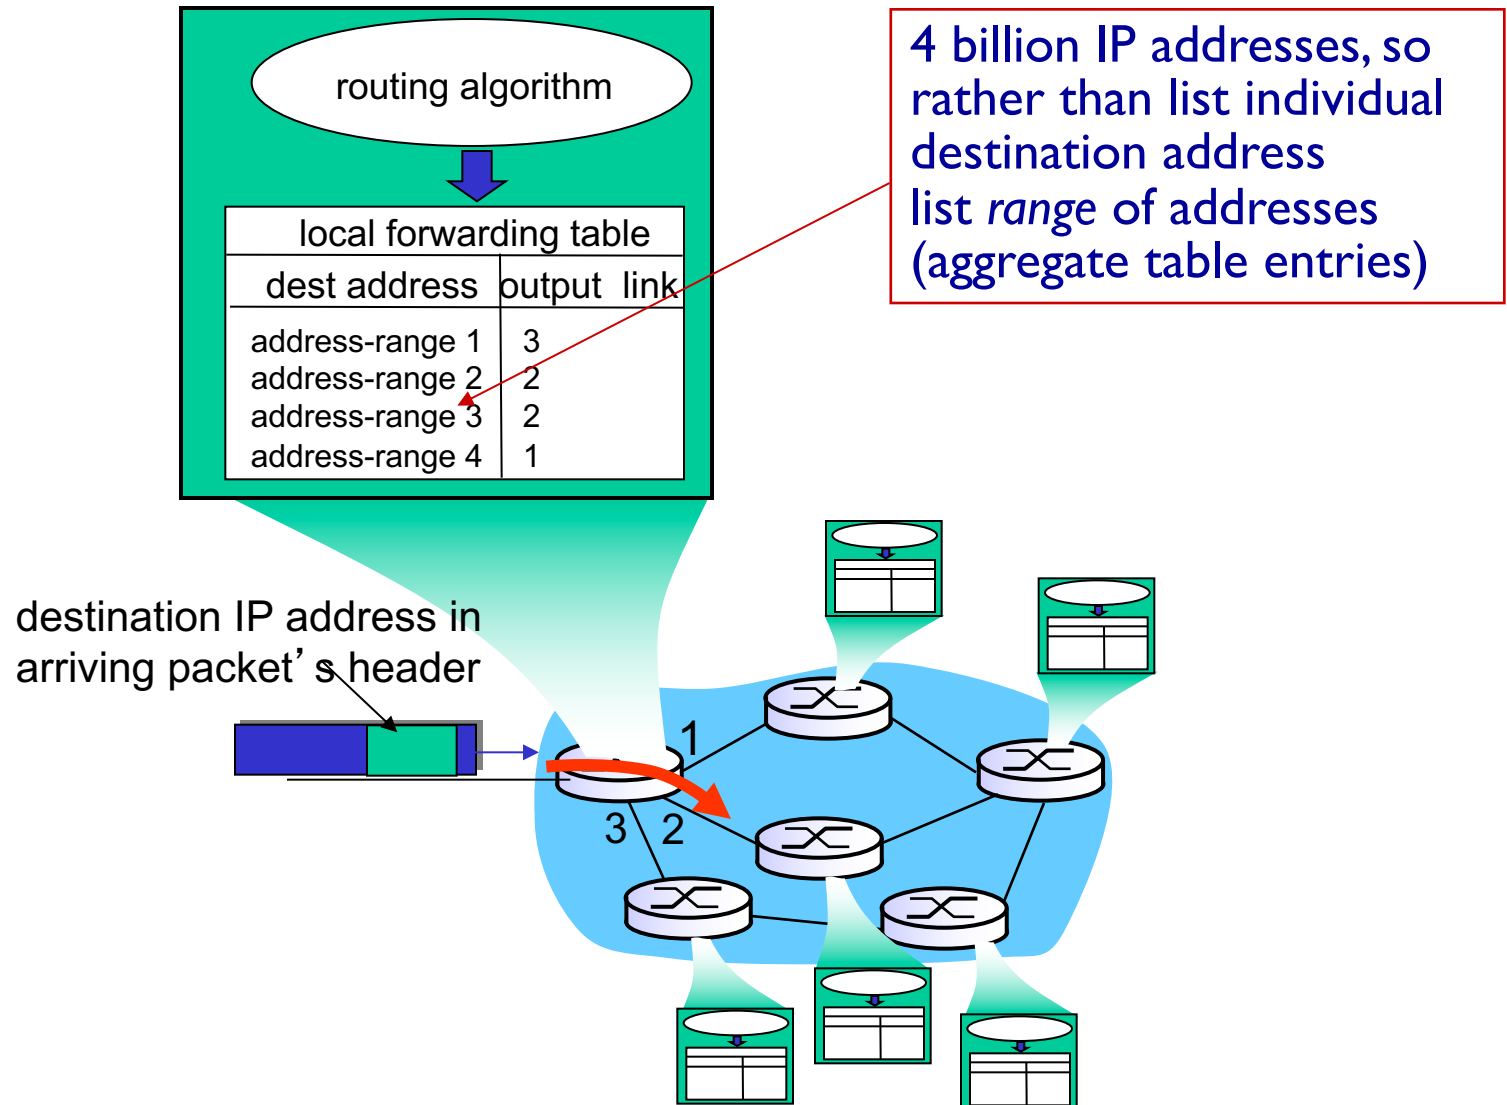 routing algorithm
local forwarding table
dest address output link
address-range 1 3
address-range 2 2
address-range 3 2
address-range 4 1
4 billion IP addresses, so
rather than list individual
destination address
list range of addresses
(aggregate table entries)
destination IP address in
arriving packet’s header
1
3 2